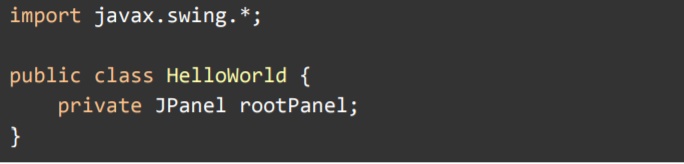 import javax.swing.*;
public class HelloWorld {
    private JPanel rootPanel;
}